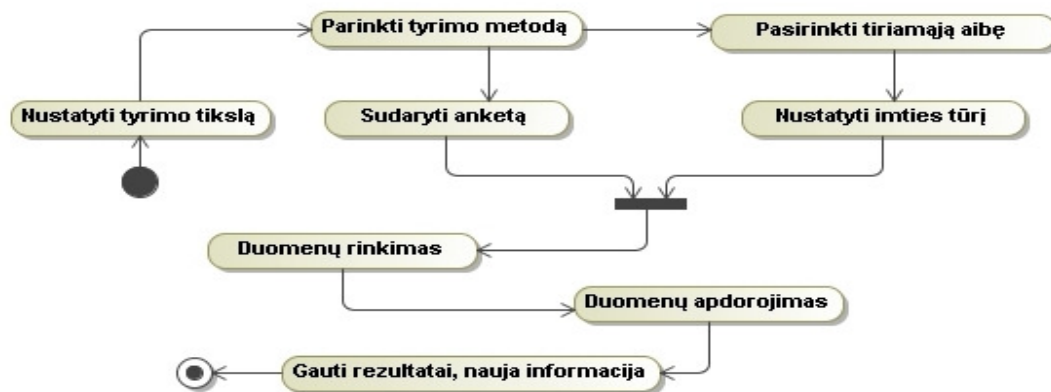 Parinkti tyrimo metodą
Pasirinkti tiriamąją aibę
Nustatyti tyrimo tikslą
Sudaryti anketą
Nustatyti imties tūrį
Duomenų rinkimas
Duomenų apdorojimas
Gauti rezultatai, nauja informacija